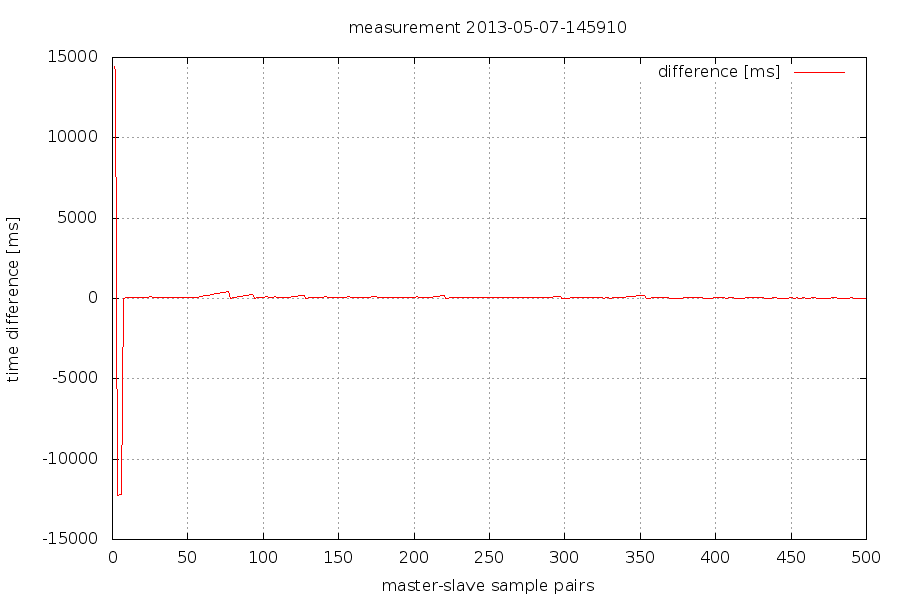 measurement 2013-05-07-145910
difference [ms]
time difference [ms]
15000
10000
5000
0
-5000
-10000
-15000
0 50 100 150 200 250 300 350 400 450 500
master-slave sample pairs